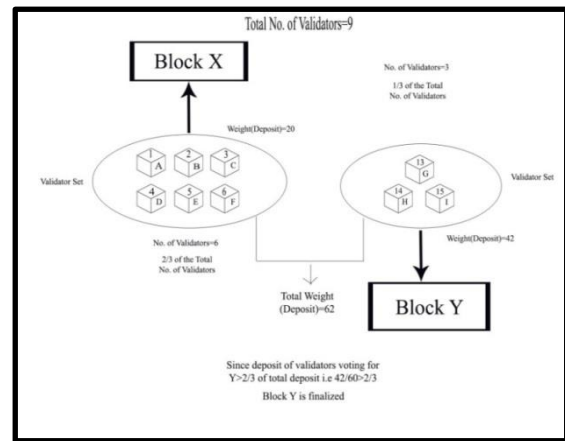 Total No. of Validators=9
Block X
No. of Validators=3
1/3 of the Total
No. of Validators
Weight(Deposit)=20
1 A 2 B 3 C
4 D 5 E 6 F
Validator Set
13 G
14 H 15 I
Validator Set
No. of Validators=6
2/3 of the Total
No. of Validators
Weight(Deposit)=42
Total Weight
(Deposit)=62
Block Y
Since deposit of validators voting for
Y>2/3 of total deposit i.e 42/60>2/3
Block Y is finalized